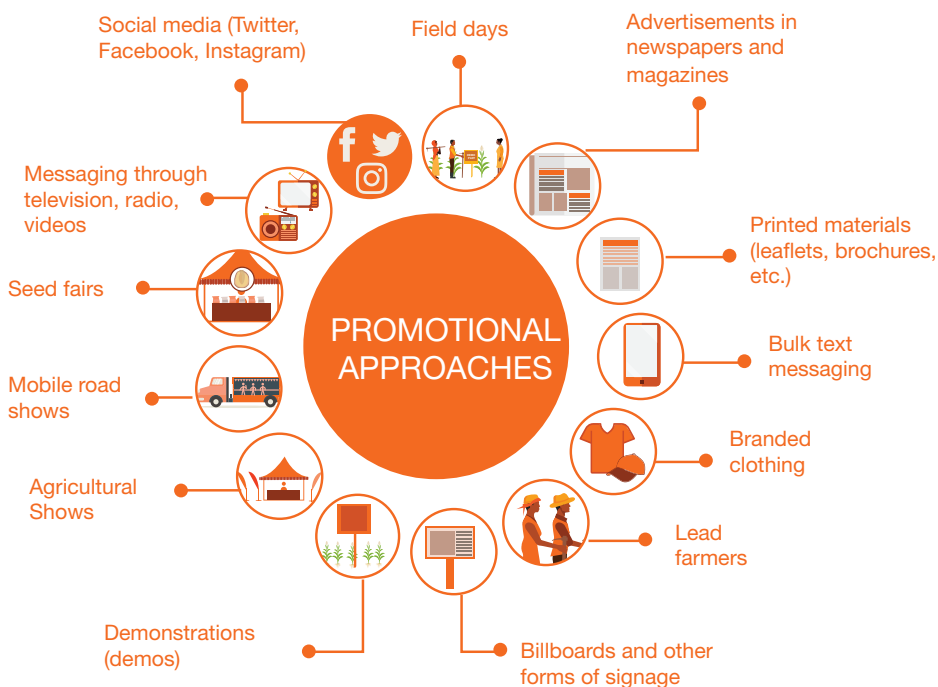 Social media (Twitter,
Facebook, Instagram)
Field days
Advertisements in
newspapers and
magazines
Messaging through
television, radio,
videos
Printed materials
(leaflets, brochures,
etc.)
Seed fairs
PROMOTIONAL
APPROACHES
Bulk text
messaging
Mobile road
shows
Branded
clothing
Agricultural
Shows
Lead
farmers
Demonstrations
(demos)
Billboards and other
forms of signage